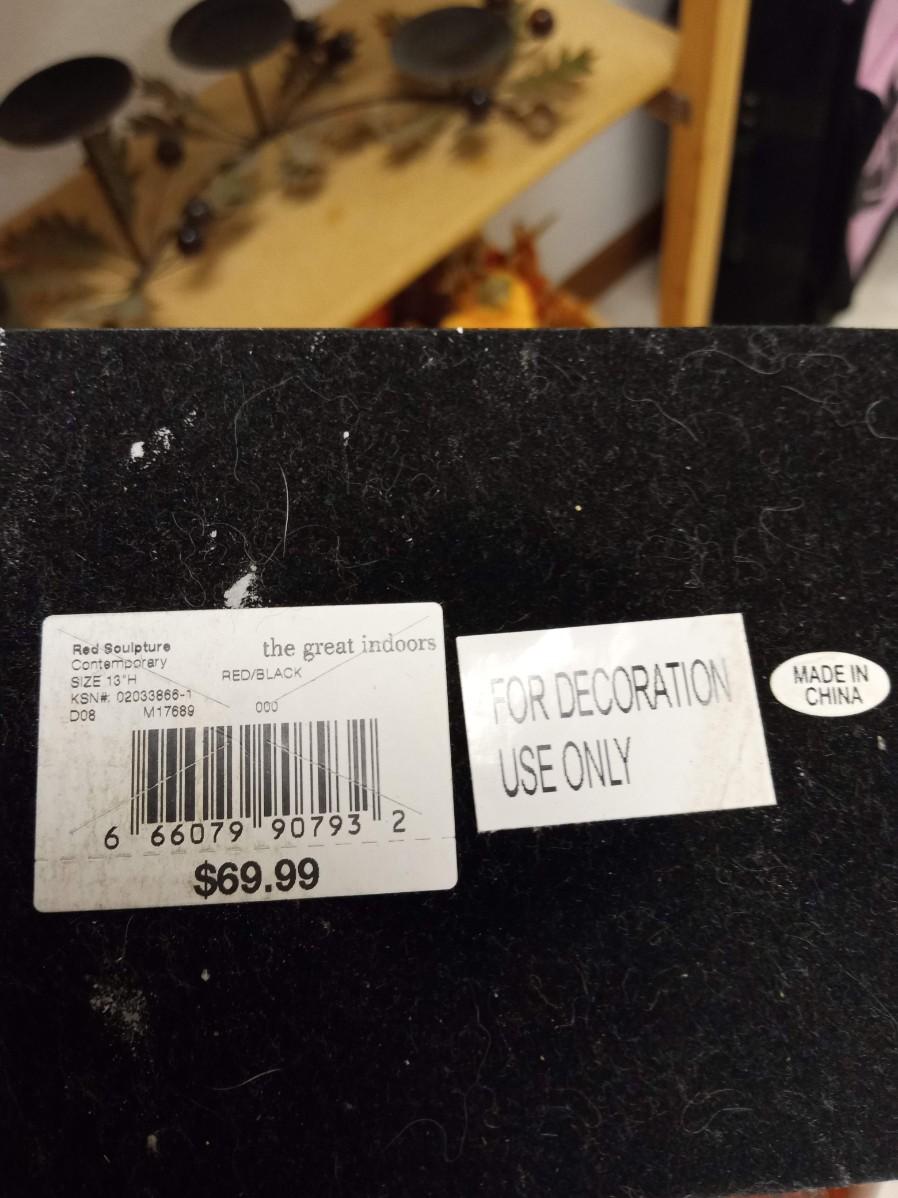 Red Sculpture
the great indoors
Contemporary
SIZE 13"H
RED/BLACK
KSN#: 02033866-1
D08 M17689 000
6 66079 90793 2
$69.99
FOR DECORATION
USE ONLY
MADE IN
CHINA